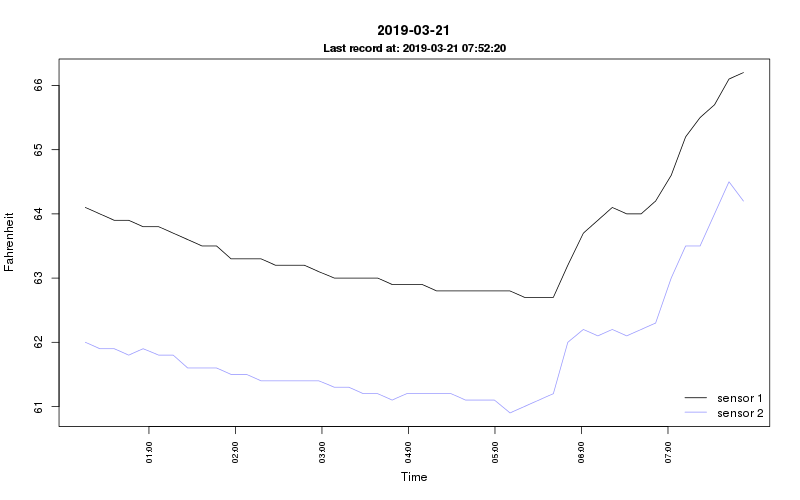 2019-03-21
Last record at: 2019-03-21 07:52:20
Fahrenheit
66
65
64
63
62
61
sensor 1
sensor 2
01:00 02:00 03:00 04:00 05:00 06:00 07:00
Time